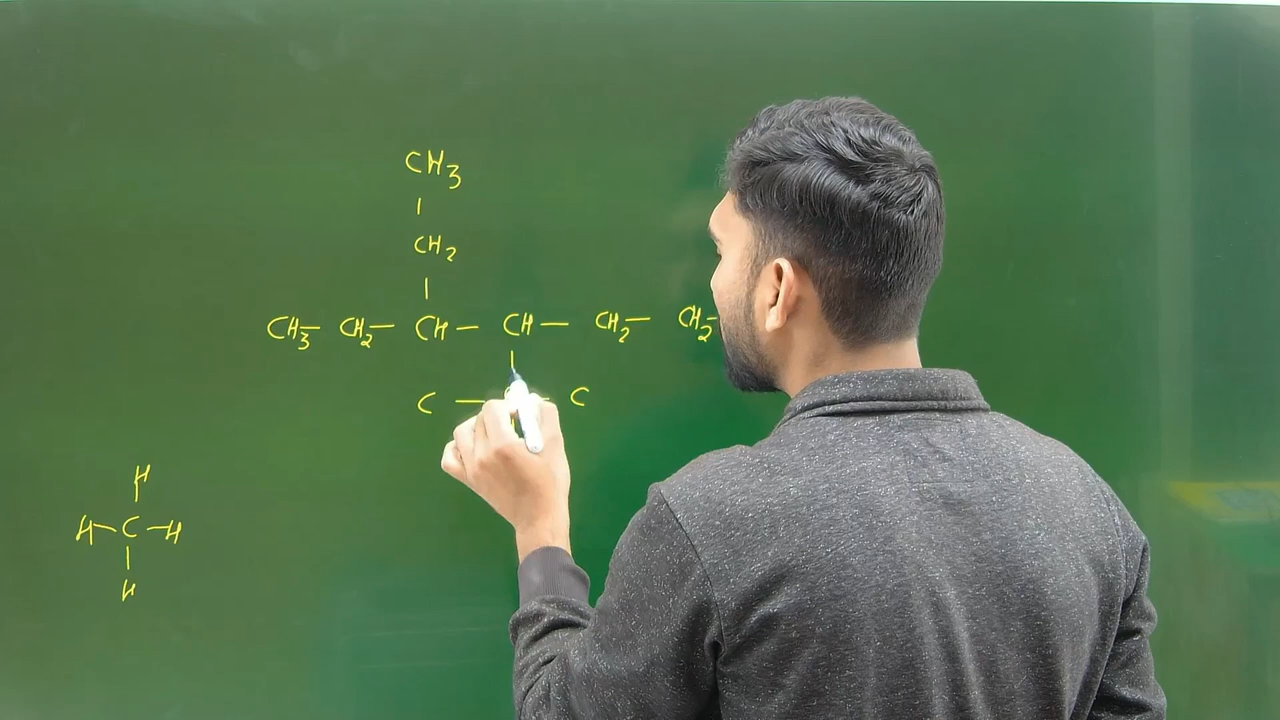 CH3
CH2
CH3 — CH2 — CH — CH — CH2 — CH2
C — — C
H
H — C — H
H